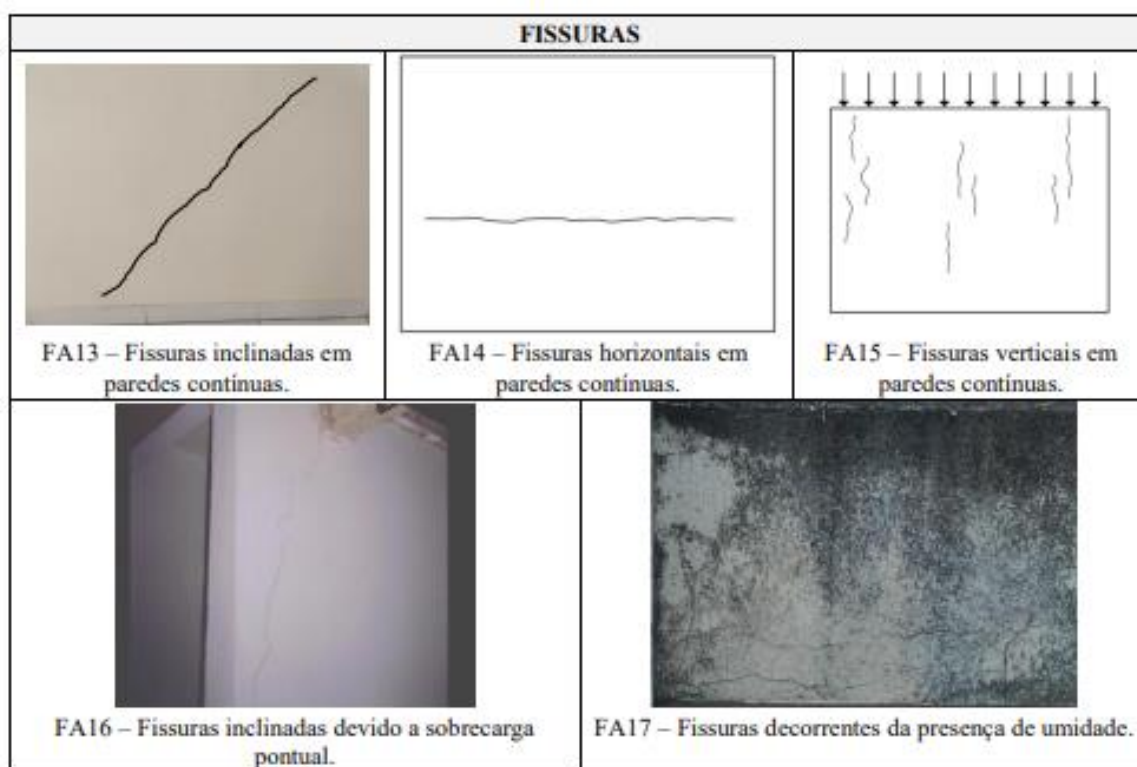 FISSURAS
FA13 – Fissuras inclinadas em
paredes contínuas.
FA14 – Fissuras horizontais em
paredes contínuas.
FA15 – Fissuras verticais em
paredes contínuas.
FA16 – Fissuras inclinadas devido a sobrecarga
pontual.
FA17 – Fissuras decorrentes da presença de umidade.